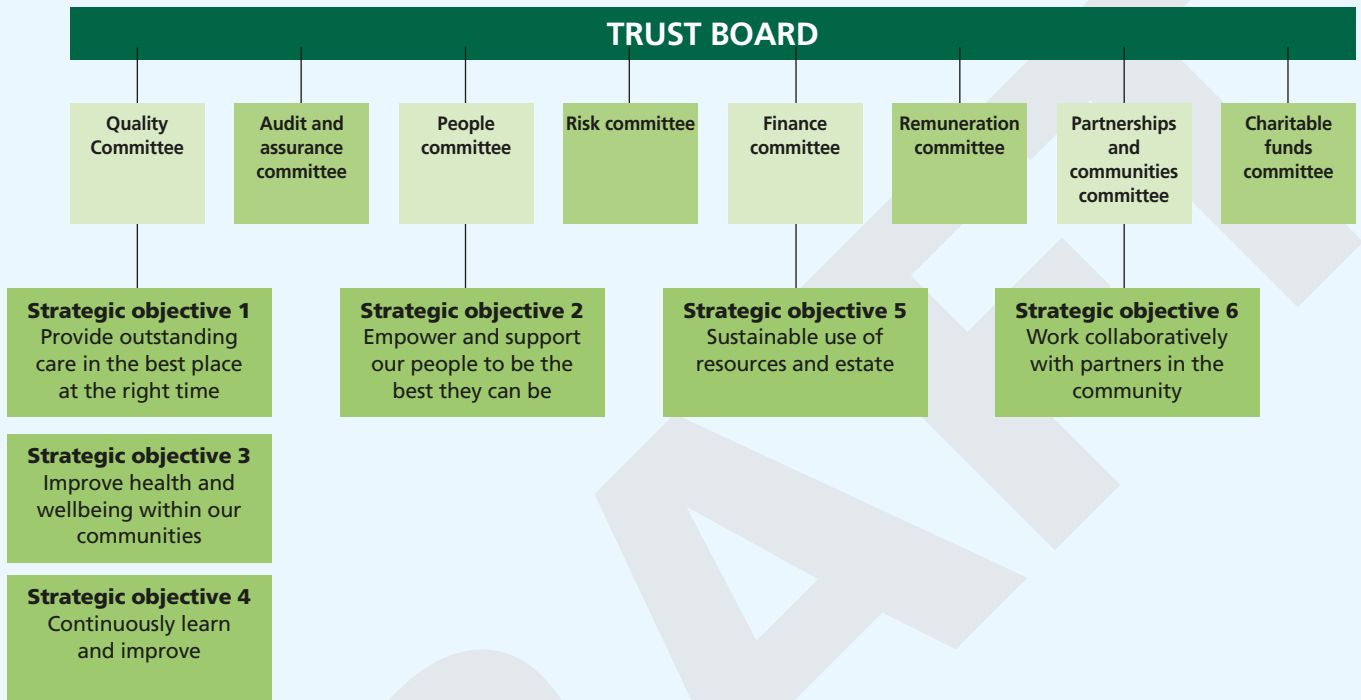 TRUST BOARD
Quality
Committee
Audit and
assurance
committee
People
committee
Risk committee
Finance
committee
Remuneration
committee
Partnerships
and
communities
committee
Charitable
funds
committee
Strategic objective 1
Provide outstanding
care in the best place
at the right time
Strategic objective 2
Empower and support
our people to be the
best they can be
Strategic objective 5
Sustainable use of
resources and estate
Strategic objective 6
Work collaboratively
with partners in the
community
Strategic objective 3
Improve health and
wellbeing within our
communities
Strategic objective 4
Continuously learn
and improve